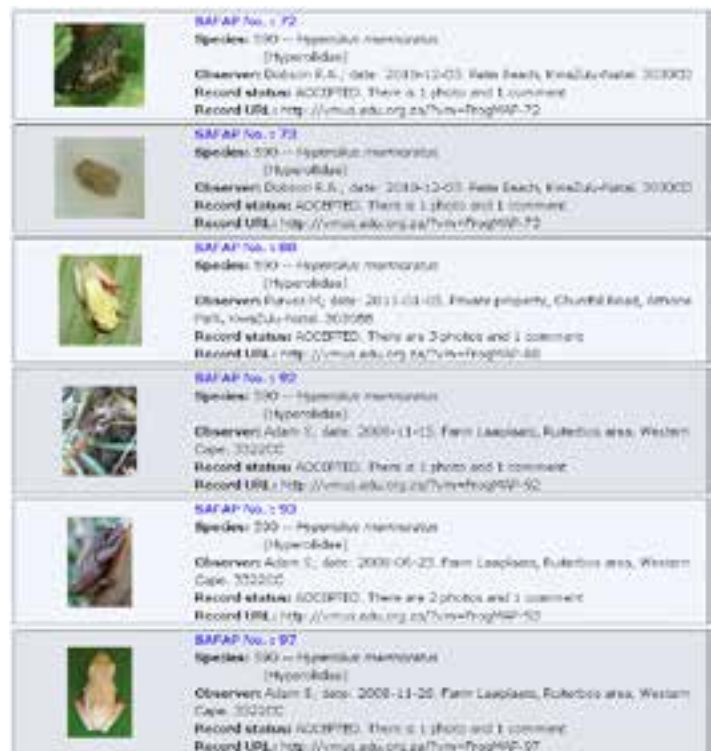 SAFAP No. : 72
Species: 590 -- Hyperolius marmoratus
(Hyperoliidae)
Observer: Dobson R.A.; date: 2010-12-03. Beach, KwaZulu-Natal. 3030CD
Record status: ACCEPTED. There is 1 photo and 1 comment
Record URL: http://vmus.adu.org.za/?vm=FrogMAP-72
SAFAP No. : 73
Species: 590 -- Hyperolius marmoratus
(Hyperoliidae)
Observer: Dobson R.A.; date: 2010-12-03. Beach, KwaZulu-Natal. 3030CD
Record status: ACCEPTED. There is 1 photo and 1 comment
Record URL: http://vmus.adu.org.za/?vm=FrogMAP-73
SAFAP No. : 88
Species: 590 -- Hyperolius marmoratus
(Hyperoliidae)
Observer: Purves M; date: 2011-01-03. Private property, Road, Athlone
Park, KwaZulu-Natal. 3030BB
Record status: ACCEPTED. There are 3 photos and 1 comment
Record URL: http://vmus.adu.org.za/?vm=FrogMAP-88
SAFAP No. : 92
Species: 590 -- Hyperolius marmoratus
(Hyperoliidae)
Observer: Adam S; date: 2008-11-15. Farm Laaplaats, Ruiterbos area, Western
Cape. 3322CC
Record status: ACCEPTED. There is 1 photo and 1 comment
Record URL: http://vmus.adu.org.za/?vm=FrogMAP-92
SAFAP No. : 93
Species: 590 -- Hyperolius marmoratus
(Hyperoliidae)
Observer: Adam S; date: 2008-06-23. Farm Laaplaats, Ruiterbos area, Western
Cape. 3322CC
Record status: ACCEPTED. There are 2 photos and 1 comment
Record URL: http://vmus.adu.org.za/?vm=FrogMAP-93
SAFAP No. : 97
Species: 590 -- Hyperolius marmoratus
(Hyperoliidae)
Observer: Adam S; date: 2008-11-28. Farm Laaplaats, Ruiterbos area, Western
Cape. 3322CC
Record status: ACCEPTED. There is 1 photo and 1 comment
Record URL: http://vmus.adu.org.za/?vm=FrogMAP-97